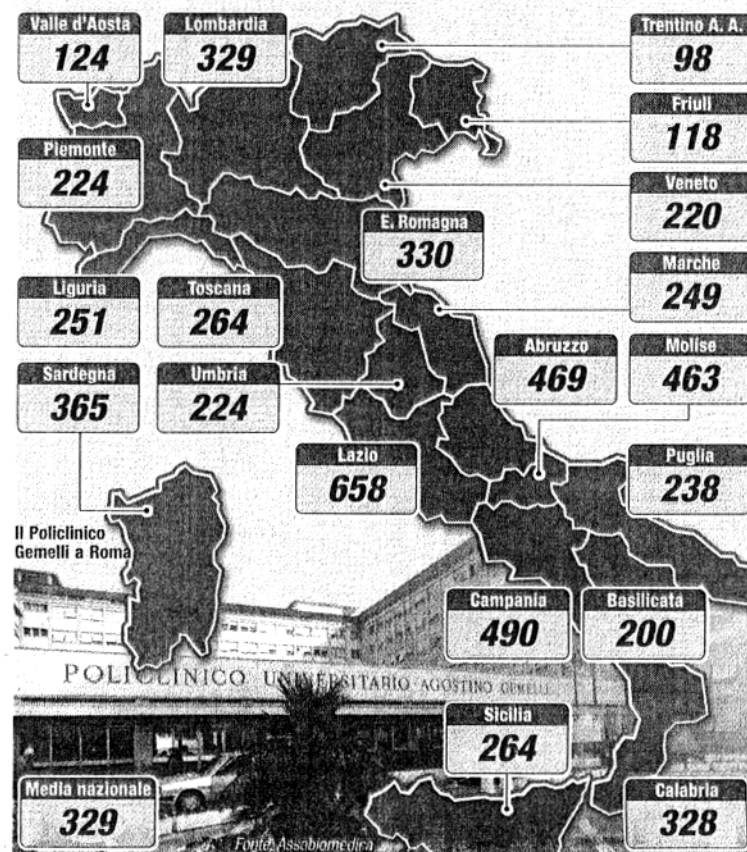 Valle d'Aosta
124
Lombardia
329
Trentino A. A.
98
Friuli
118
Piemonte
224
Veneto
220
E. Romagna
330
Marche
249
Liguria
251
Toscana
264
Abruzzo
469
Molise
463
Sardegna
365
Umbria
224
Lazio
658
Puglia
238
Il Policlinico
Gemelli a Roma
Campania
490
Basilicata
200
POLICLINICO UNIVERSITARIO AGOSTINO GEMELLI
Sicilia
264
Media nazionale
329
Calabria
328
Fonte: Assobiomedica